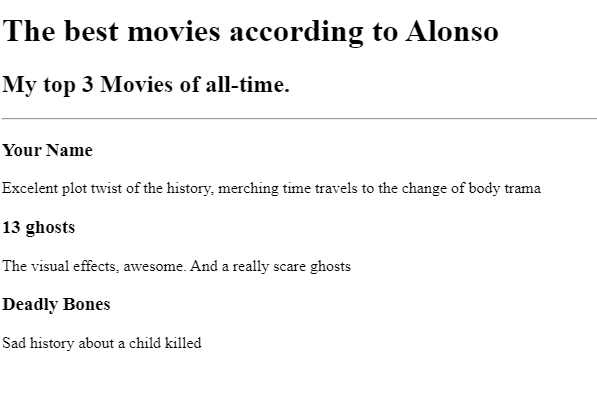 The best movies according to Alonso
My top 3 Movies of all-time.
Your Name
Excelent plot twist of the history, merching time travels to the change of body trama
13 ghosts
The visual effects, awesome. And a really scare ghosts
Deadly Bones
Sad history about a child killed